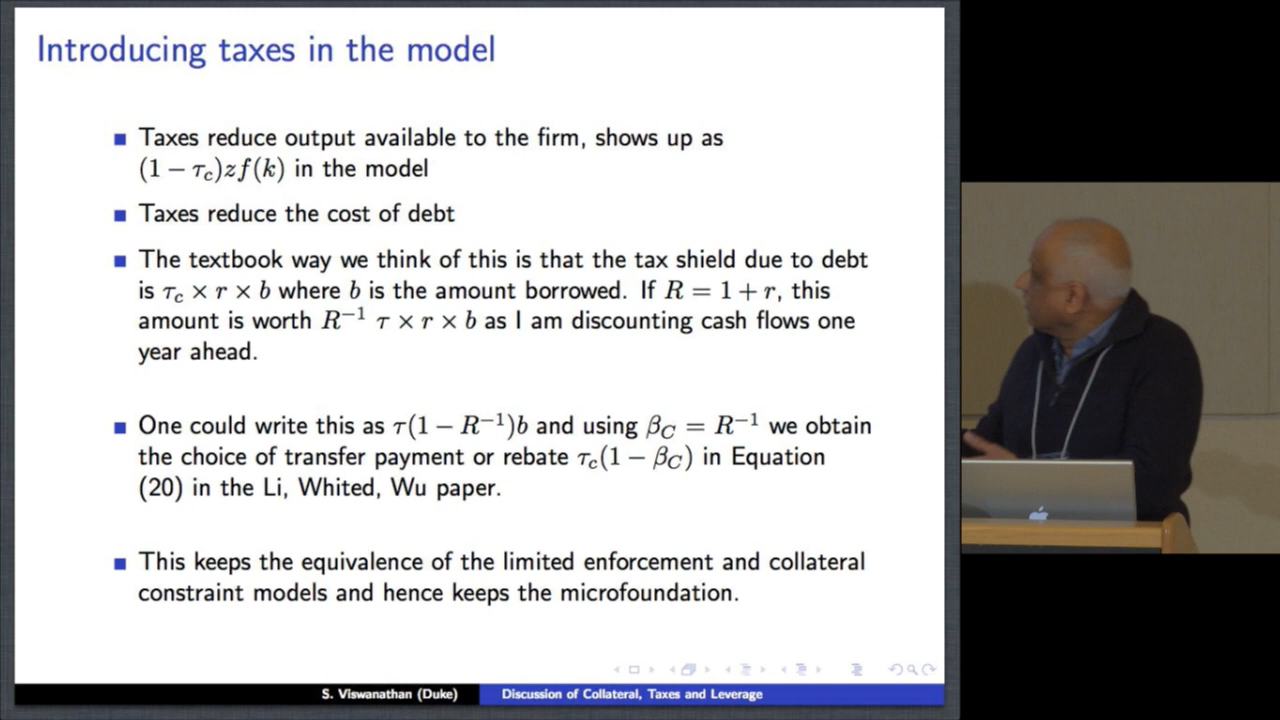 Introducing taxes in the model
Taxes reduce output available to the firm, shows up as
(1 − τ_c)zf(k) in the model
Taxes reduce the cost of debt
The textbook way we think of this is that the tax shield due to debt
is τ_c × r × b where b is the amount borrowed. If R = 1 + r, this
amount is worth R⁻¹ τ × r × b as I am discounting cash flows one
year ahead.
One could write this as τ(1 − R⁻¹)b and using β_C = R⁻¹ we obtain
the choice of transfer payment or rebate τ_c(1 − β_C) in Equation
(20) in the Li, Whited, Wu paper.
This keeps the equivalence of the limited enforcement and collateral
constraint models and hence keeps the microfoundation.
S. Viswanathan (Duke)
Discussion of Collateral, Taxes and Leverage